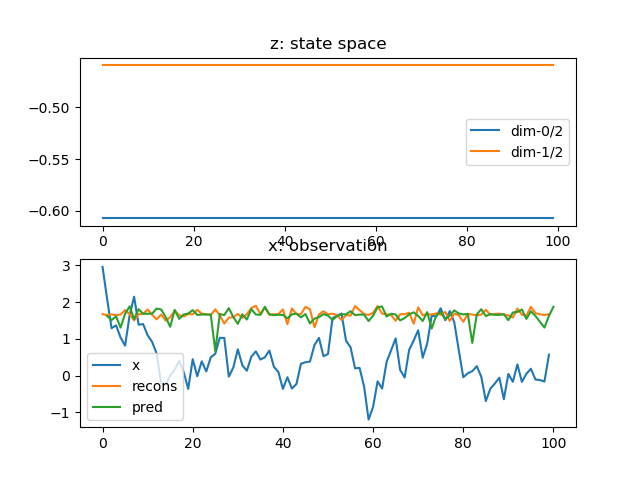 z: state space
−0.50
−0.55
−0.60
dim-0/2
dim-1/2
0 20 40 60 80 100
x: observation
3
2
1
0
−1
x
recons
pred
0 20 40 60 80 100